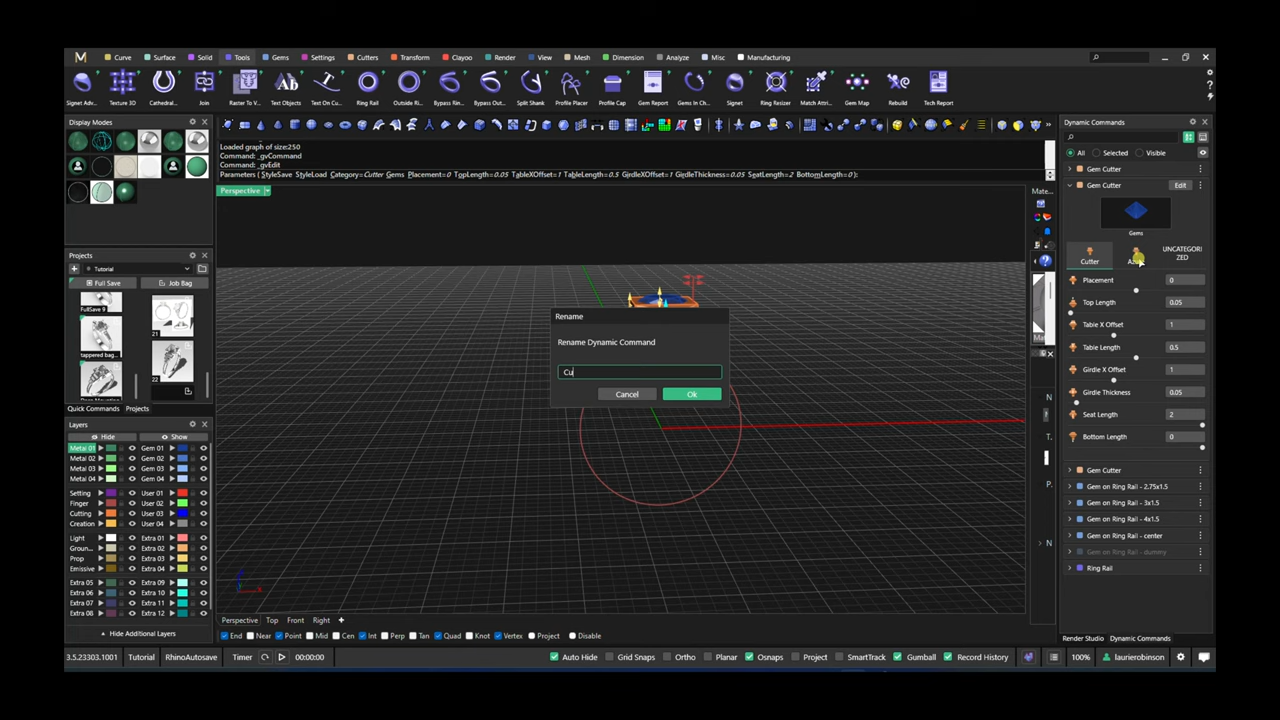 Curve Surface Solid Tools Gems Settings Cutters Transform Clayoo Render View Mesh Dimension Analyze Misc Manufacturing
Signet Adv... Texture 3D Cathedral... Join Raster To V... Test Objects Text On Cu... Ring Rail Outside Ri... Bypass Rin... Bypass Out... Split Shank Profile Placer Profile Cap Gem Report Gems In Ch... Signet Ring Resizer Match Attri... Gem Map Rebuild Tech Report
Display Modes
Loaded graph of size:250
Command: _gvCommand
Command: _gvEdit
Parameters ( StyleSave StyleLoad Category=Cutter Gems Placement=0 TopLength=0.05 TableXOffset=1 TableLength=0.5 GirdleXOffset=1 GirdleThickness=0.05 SeatLength=2 BottomLength=0 ):
Perspective
Projects
Tutorial
Full Save Job Bag
FullSave 9
21
tappered bag...
22
Quick Commands Projects
Layers
Hide Show
Metal 01 Gem 01
Metal 02 Gem 02
Metal 03 Gem 03
Metal 04 Gem 04
Setting User 01
Finger User 02
Cutting User 03
Creation User 04
Light Extra 01
Groun... Extra 02
Prop Extra 03
Emissive Extra 04
Extra 05 Extra 09
Extra 06 Extra 10
Extra 07 Extra 11
Extra 08 Extra 12
Hide Additional Layers
Rename
Rename Dynamic Command
Cu
Cancel Ok
Perspective Top Front Right
End Near Point Mid Cen Int Perp Tan Quad Knot Vertex Project Disable
Mate...
Ma
N
T.
P.
N
Dynamic Commands
All Selected Visible
Gem Cutter
Gem Cutter Edit
Gems
Cutter
UNCATEGORI
ZED
Placement 0
Top Length 0.05
Table X Offset 1
Table Length 0.5
Girdle X Offset 1
Girdle Thickness 0.05
Seat Length 2
Bottom Length 0
Gem Cutter
Gem on Ring Rail - 2.75x1.5
Gem on Ring Rail - 3x1.5
Gem on Ring Rail - 4x1.5
Gem on Ring Rail - center
Gem on Ring Rail - dummy
Ring Rail
Render Studio Dynamic Commands
3.5.23303.1001 Tutorial RhinoAutosave Timer 00:00:00 Auto Hide Grid Snaps Ortho Planar Osnaps Project SmartTrack Gumball Record History 100% laurierobinson